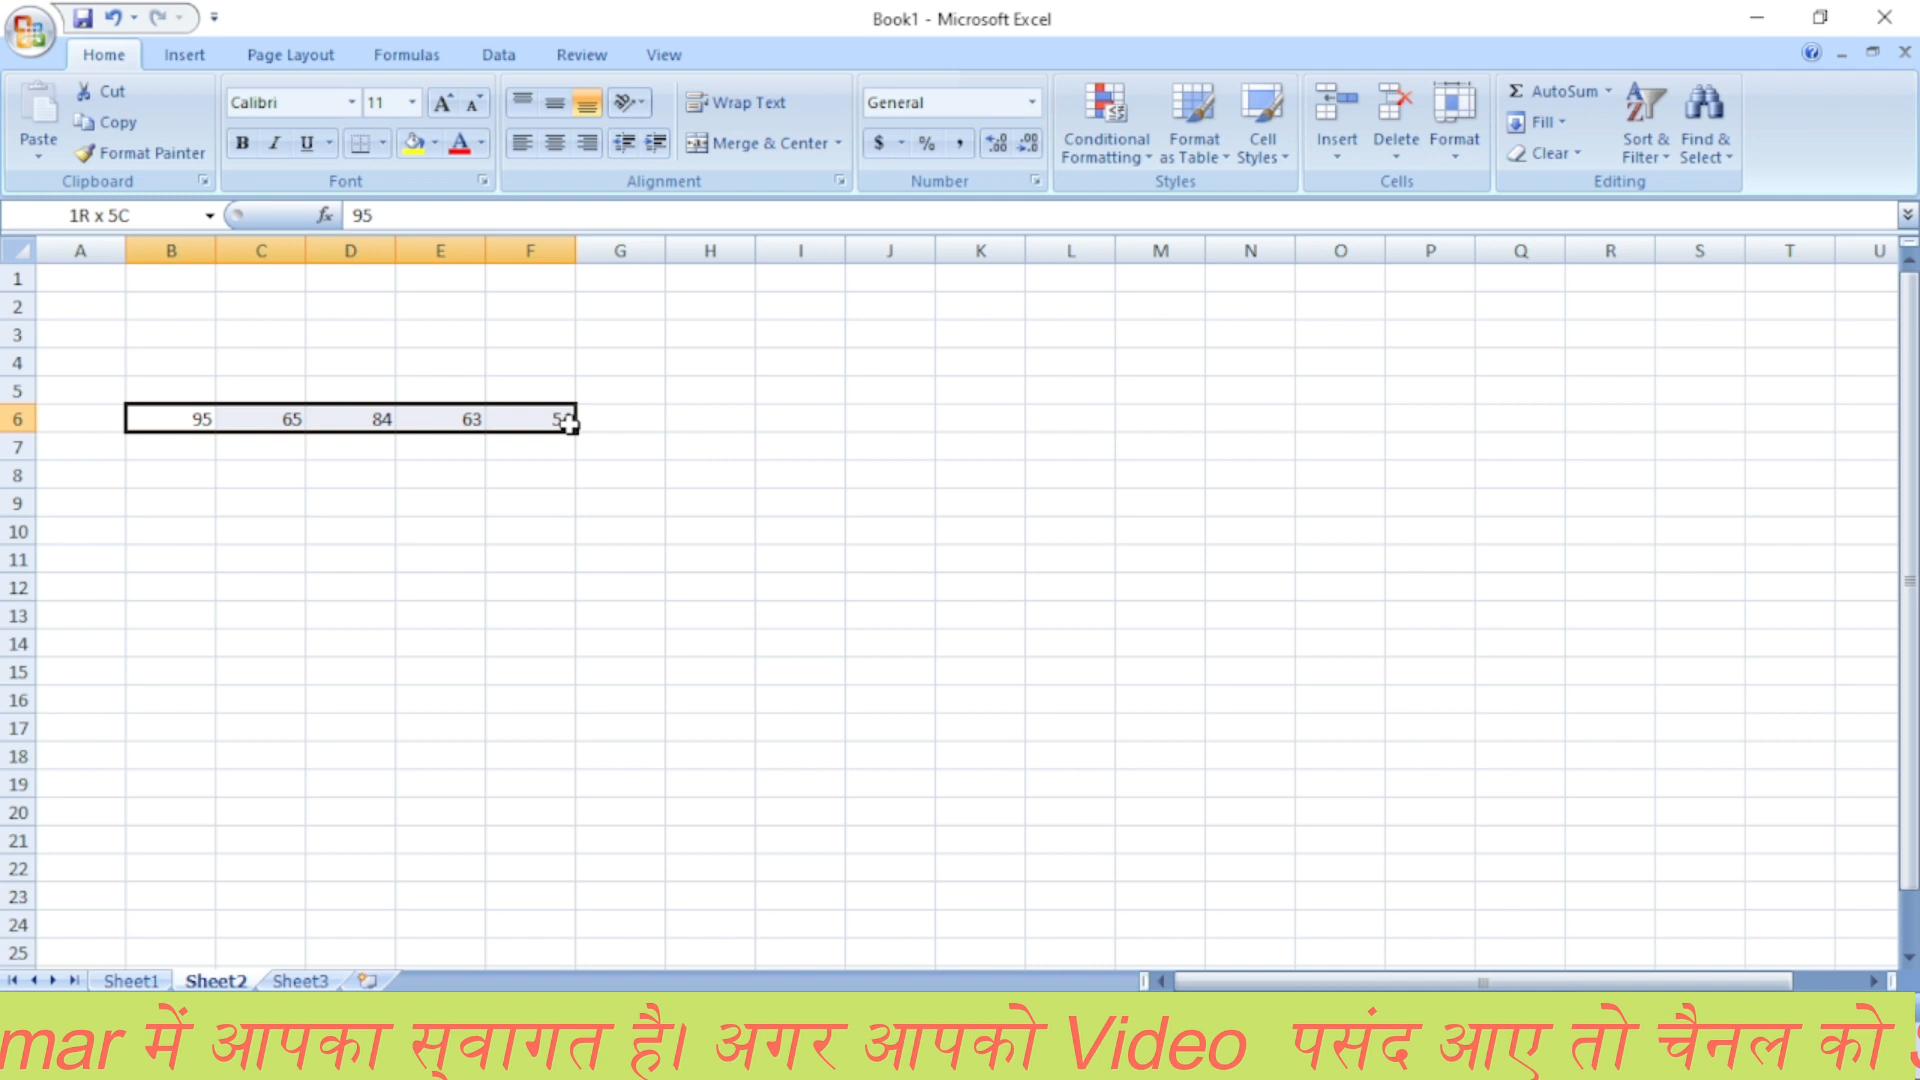 Book1 - Microsoft Excel
Home Insert Page Layout Formulas Data Review View
Paste
Cut
Copy
Format Painter
Clipboard
Calibri 11
B I U
Font
Wrap Text
Merge & Center
Alignment
General
$ % ,
Number
Conditional Formatting
Format as Table
Cell Styles
Styles
Insert Delete Format
Cells
Σ AutoSum
Fill
Clear
Sort & Filter
Find & Select
Editing
1R x 5C fx 95
A B C D E F G H I J K L M N O P Q R S T U
1
2
3
4
5
6 95 65 84 63
7
8
9
10
11
12
13
14
15
16
17
18
19
20
21
22
23
24
25
Sheet1 Sheet2 Sheet3
mar में आपका स्वागत है। अगर आपको Video पसंद आए तो चैनल को